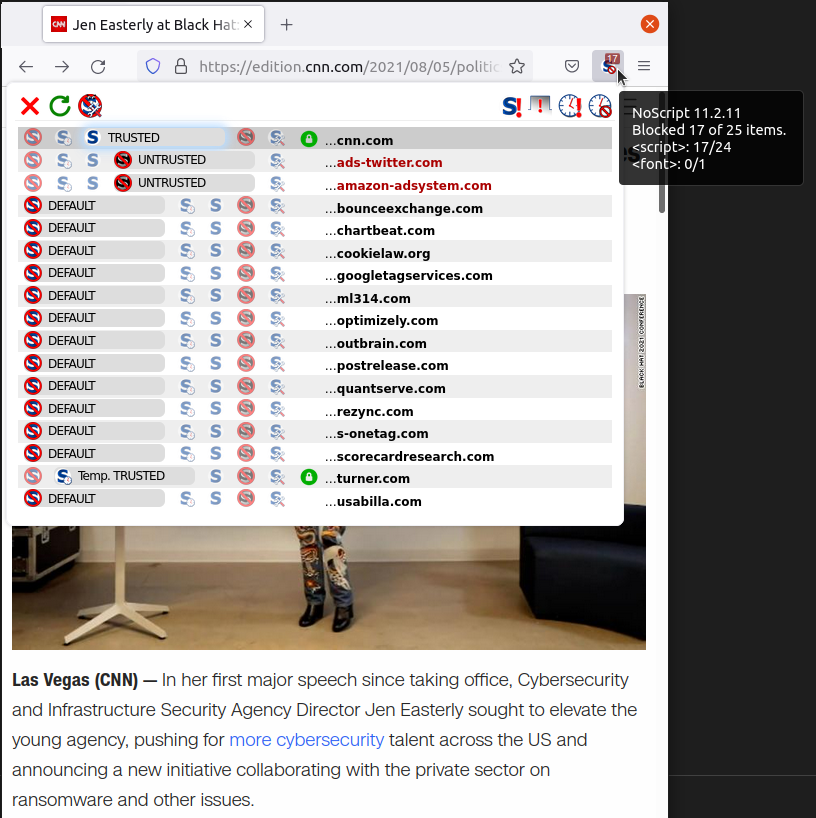 CNN Jen Easterly at Black Hat
https://edition.cnn.com/2021/08/05/politic
17
NoScript 11.2.11
Blocked 17 of 25 items.
<script>: 17/24
<font>: 0/1
TRUSTED ...cnn.com
UNTRUSTED ...ads-twitter.com
UNTRUSTED ...amazon-adsystem.com
DEFAULT ...bounceexchange.com
DEFAULT ...chartbeat.com
DEFAULT ...cookielaw.org
DEFAULT ...googletagservices.com
DEFAULT ...ml314.com
DEFAULT ...optimizely.com
DEFAULT ...outbrain.com
DEFAULT ...postrelease.com
DEFAULT ...quantserve.com
DEFAULT ...rezync.com
DEFAULT ...s-onetag.com
DEFAULT ...scorecardresearch.com
Temp. TRUSTED ...turner.com
DEFAULT ...usabilla.com
BLACK HAT 2021 CONFERENCE
Las Vegas (CNN) — In her first major speech since taking office, Cybersecurity
and Infrastructure Security Agency Director Jen Easterly sought to elevate the
young agency, pushing for more cybersecurity talent across the US and
announcing a new initiative collaborating with the private sector on
ransomware and other issues.